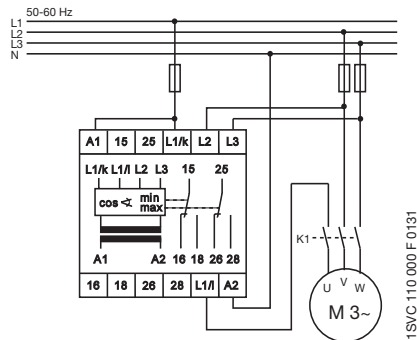 50-60 Hz
L1
L2
L3
N
A1 15 25 L1/k L2 L3
L1/k L1/l L2 L3 15 25
cos ∢ min
max
A1 A2 16 18 26 28
16 18 26 28 L1/l A2
K1
U V W
M 3~
1SVC 110 000 F 0131